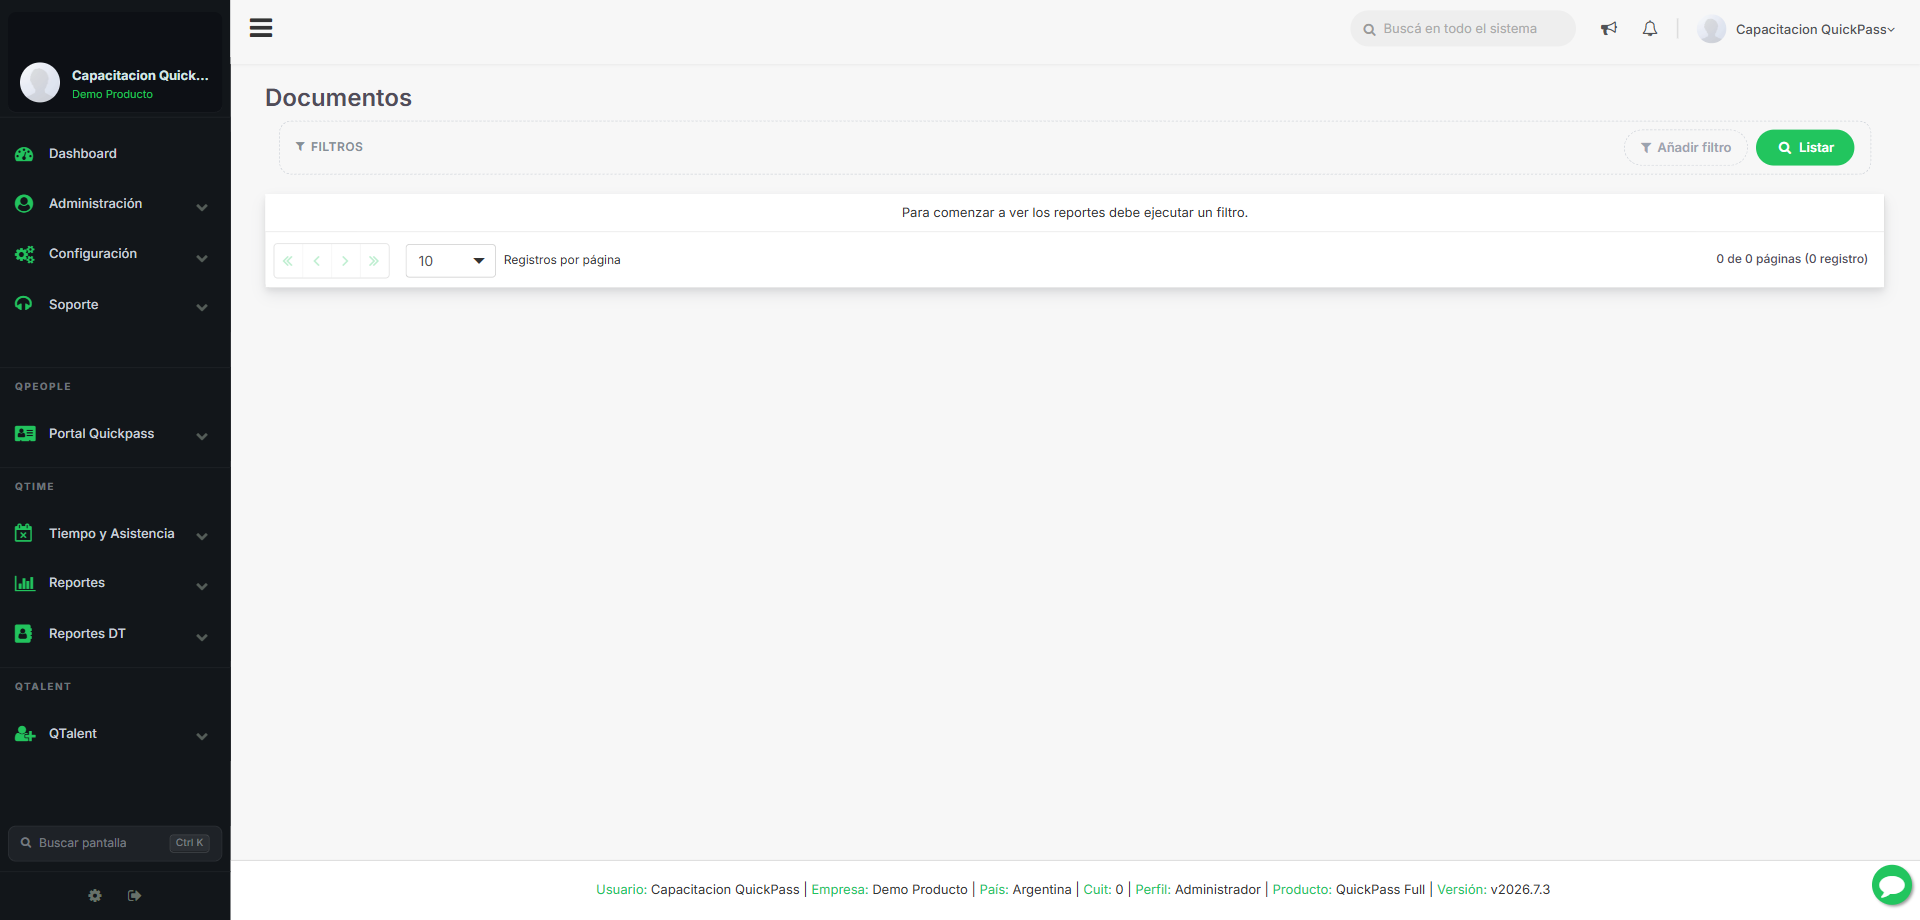 Capacitacion Quick...
Demo Producto
Dashboard
Administración
Configuración
Soporte
QPEOPLE
Portal Quickpass
QTIME
Tiempo y Asistencia
Reportes
Reportes DT
QTALENT
QTalent
Buscar pantalla Ctrl K
Buscá en todo el sistema
Capacitacion QuickPass
Documentos
FILTROS
Añadir filtro
Listar
Para comenzar a ver los reportes debe ejecutar un filtro.
10 Registros por página
0 de 0 páginas (0 registro)
Usuario: Capacitacion QuickPass | Empresa: Demo Producto | País: Argentina | Cuit: 0 | Perfil: Administrador | Producto: QuickPass Full | Versión: v2026.7.3